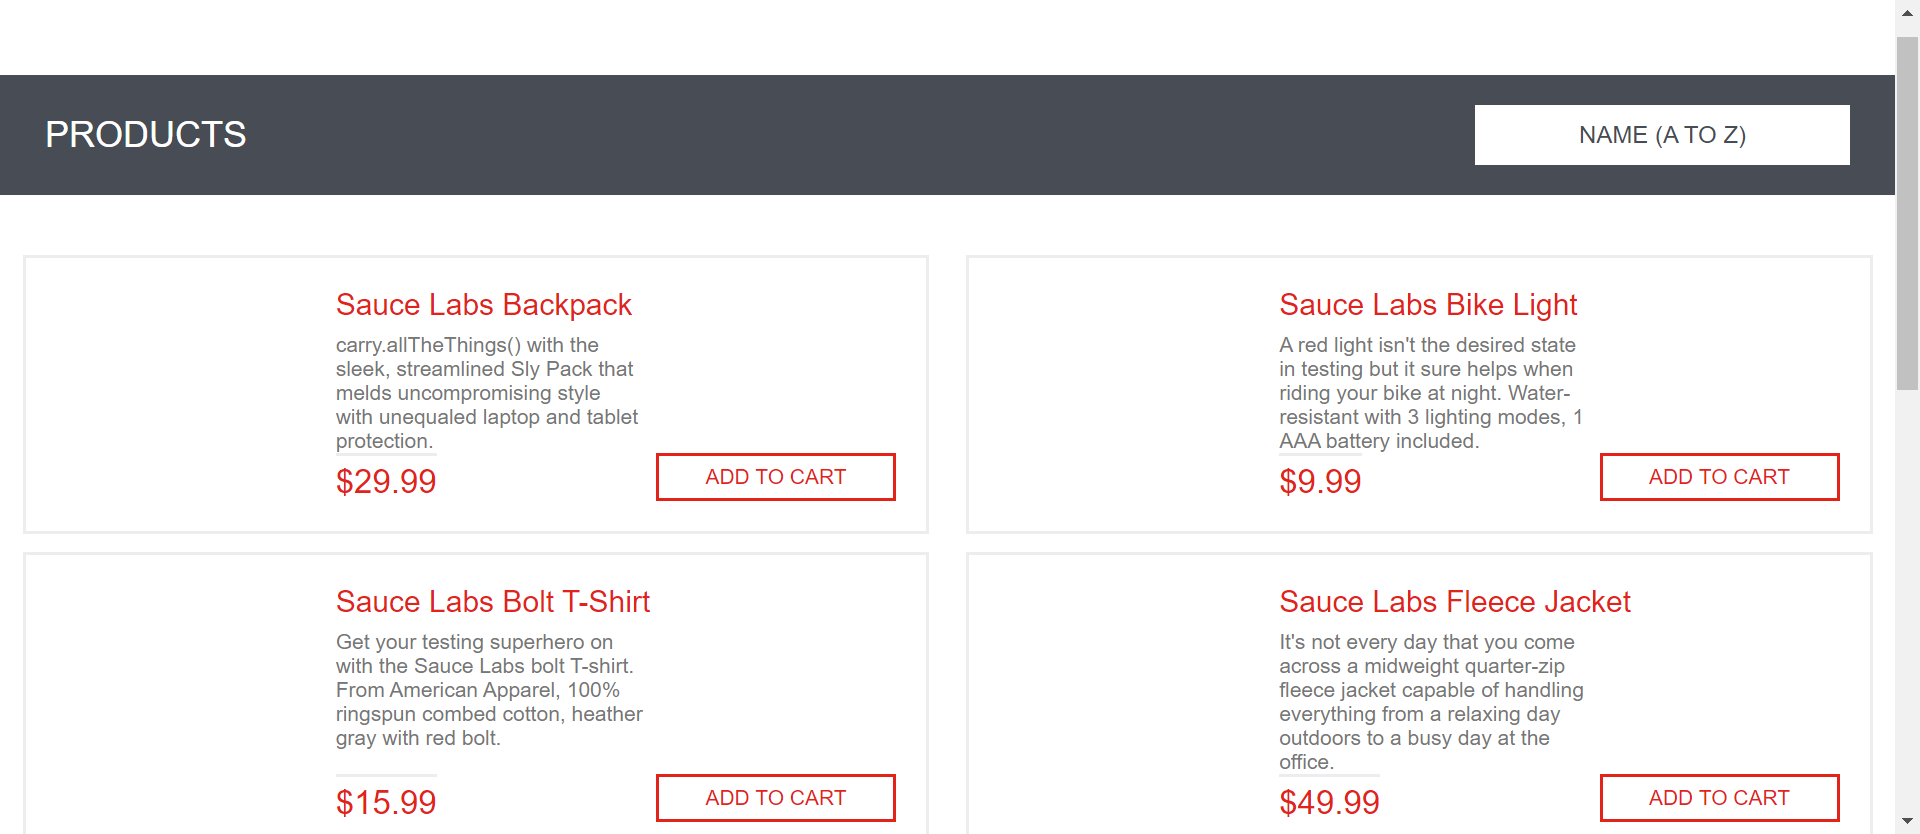 PRODUCTS
NAME (A TO Z)
Sauce Labs Backpack
carry.allTheThings() with the
sleek, streamlined Sly Pack that
melds uncompromising style
with unequaled laptop and tablet
protection.
$29.99
ADD TO CART
Sauce Labs Bike Light
A red light isn't the desired state
in testing but it sure helps when
riding your bike at night. Water-
resistant with 3 lighting modes, 1
AAA battery included.
$9.99
ADD TO CART
Sauce Labs Bolt T-Shirt
Get your testing superhero on
with the Sauce Labs bolt T-shirt.
From American Apparel, 100%
ringspun combed cotton, heather
gray with red bolt.
$15.99
ADD TO CART
Sauce Labs Fleece Jacket
It's not every day that you come
across a midweight quarter-zip
fleece jacket capable of handling
everything from a relaxing day
outdoors to a busy day at the
office.
$49.99
ADD TO CART